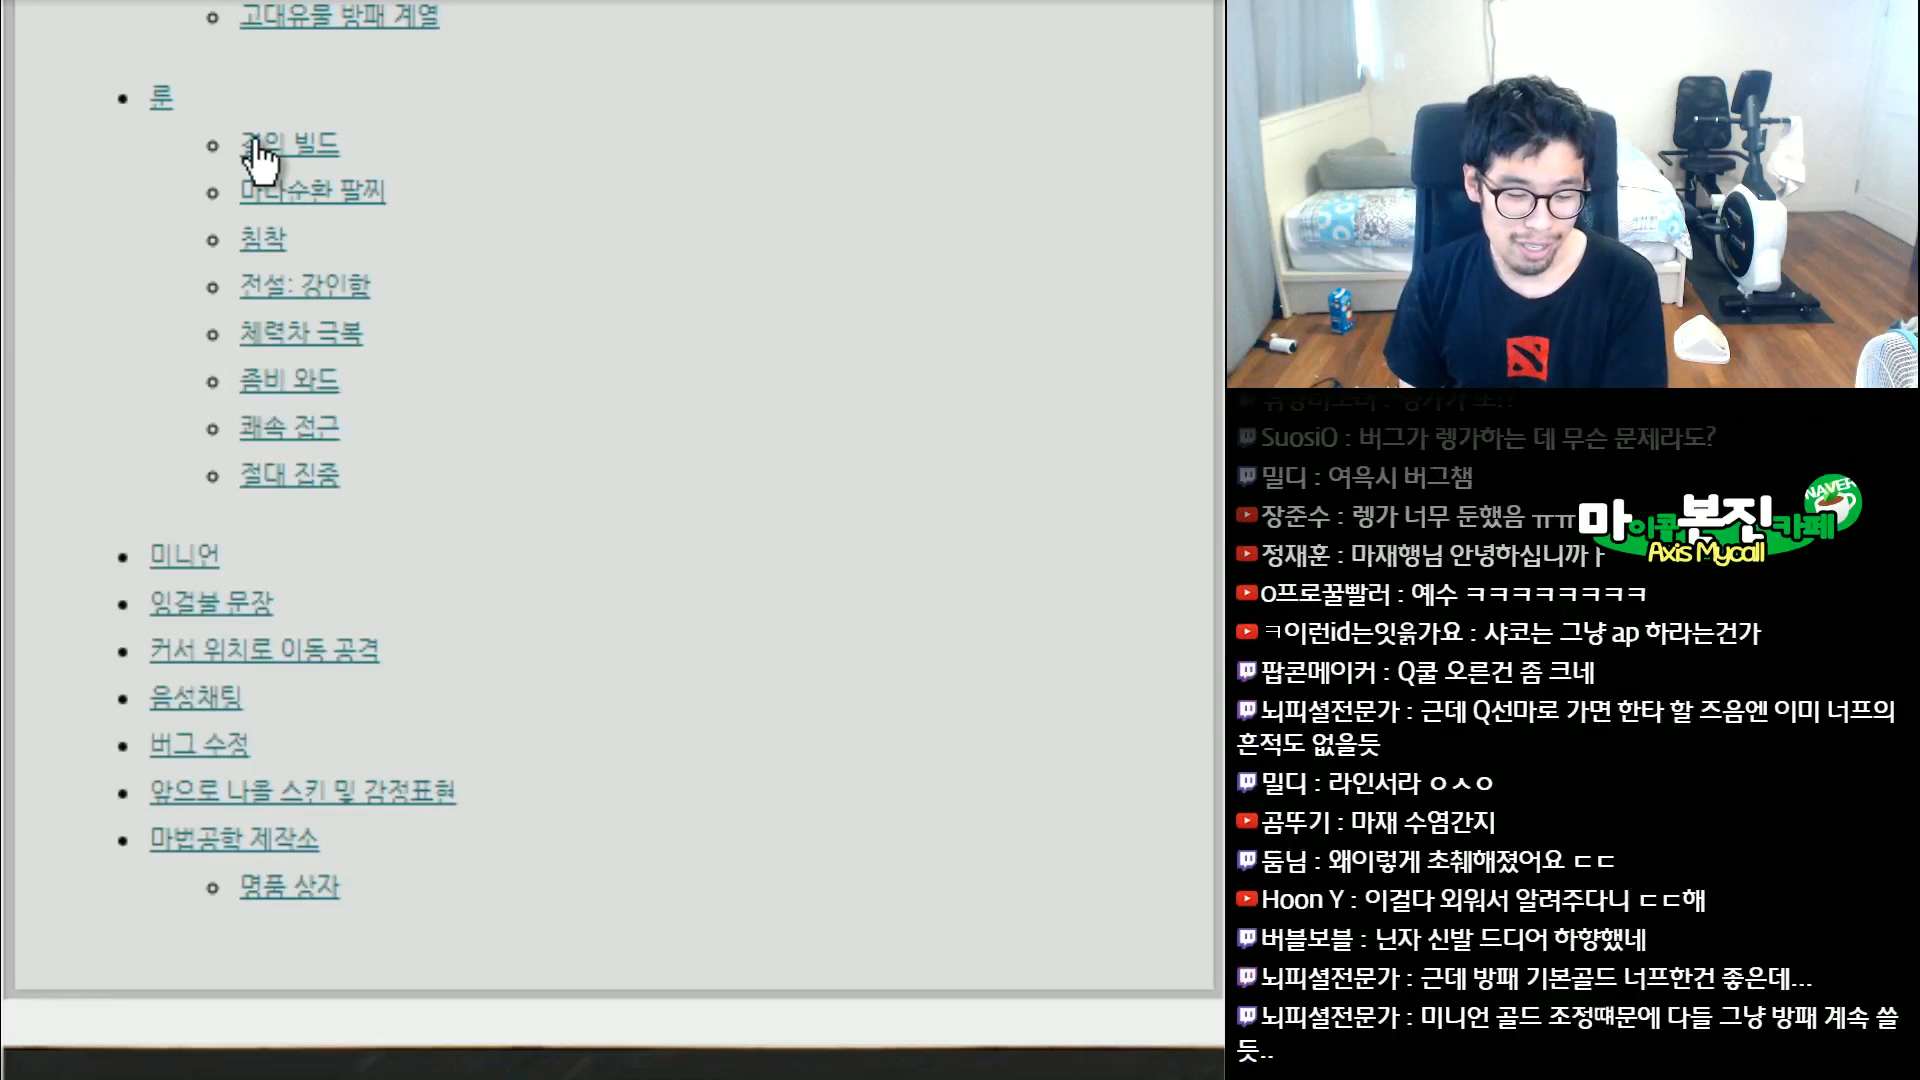 고대유물 방패 계열
룬
빌드
마나순환 팔찌
침착
전설: 강인함
체력차 극복
좀비 와드
쾌속 접근
절대 집중
미니언
잉걸불 문장
커서 위치로 이동 공격
음성채팅
버그 수정
앞으로 나올 스킨 및 감정표현
마법공학 제작소
명품 상자
SuosiO : 버그가 렝가하는 데 무슨 문제라도?
밀디 : 여윽시 버그챔
장준수 : 렝가 너무 둔했음 ㅠㅠ
정재훈 : 마재행님 안녕하십니까ㅏ
o프로꿀빨러 : 예수 ㅋㅋㅋㅋㅋㅋㅋㅋ
ㅋ이런id는잇읅가요 : 샤코는 그냥 ap 하라는건가
팝콘메이커 : Q쿨 오른건 좀 크네
뇌피셜전문가 : 근데 Q선마로 가면 한타 할 즈음엔 이미 너프의
흔적도 없을듯
밀디 : 라인서라 ㅇㅅㅇ
곰뚜기 : 마재 수염간지
둠님 : 왜이렇게 초췌해졌어요 ㄷㄷ
Hoon Y : 이걸다 외워서 알려주다니 ㄷㄷ해
버블보블 : 닌자 신발 드디어 하향했네
뇌피셜전문가 : 근데 방패 기본골드 너프한건 좋은데...
뇌피셜전문가 : 미니언 골드 조정떄문에 다들 그냥 방패 계속 쓸
듯..
NAVER
마이콜 본진 카페
Axis Mycall